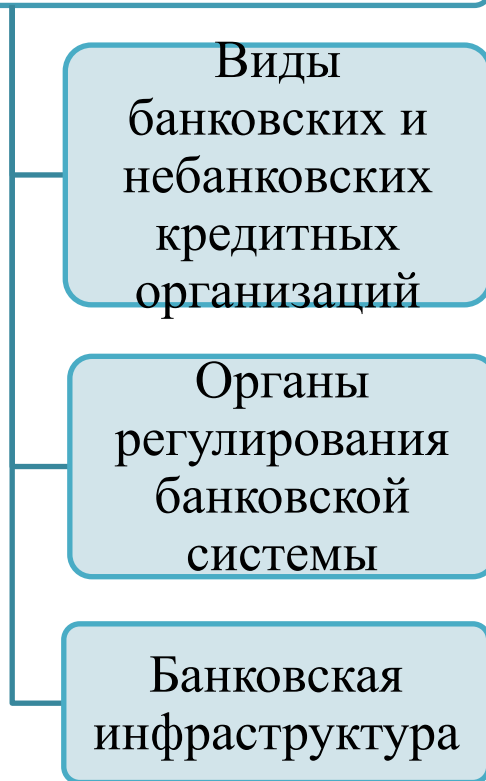 Виды
банковских и
небанковских
кредитных
организаций
Органы
регулирования
банковской
системы
Банковская
инфраструктура